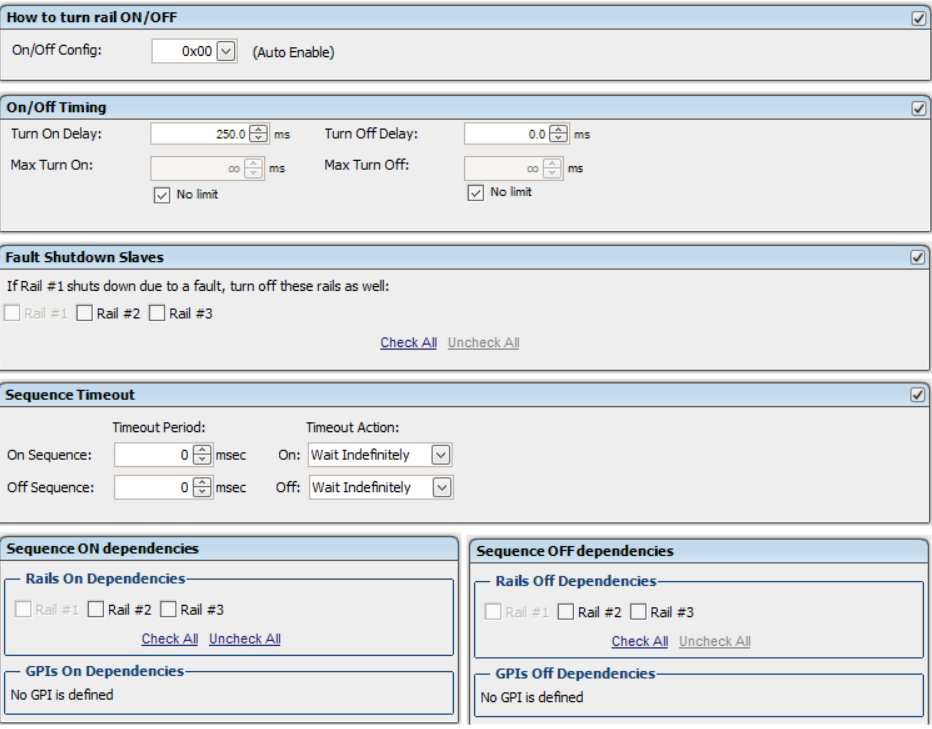 How to turn rail ON/OFF
On/Off Config: 0x00 (Auto Enable)
On/Off Timing
Turn On Delay: 250.0 ms Turn Off Delay: 0.0 ms
Max Turn On: ∞ ms Max Turn Off: ∞ ms
No limit No limit
Fault Shutdown Slaves
If Rail #1 shuts down due to a fault, turn off these rails as well:
Rail #1 Rail #2 Rail #3
Check All Uncheck All
Sequence Timeout
Timeout Period: Timeout Action:
On Sequence: 0 msec On: Wait Indefinitely
Off Sequence: 0 msec Off: Wait Indefinitely
Sequence ON dependencies
Rails On Dependencies
Rail #1 Rail #2 Rail #3
Check All Uncheck All
GPIs On Dependencies
No GPI is defined
Sequence OFF dependencies
Rails Off Dependencies
Rail #1 Rail #2 Rail #3
Check All Uncheck All
GPIs Off Dependencies
No GPI is defined